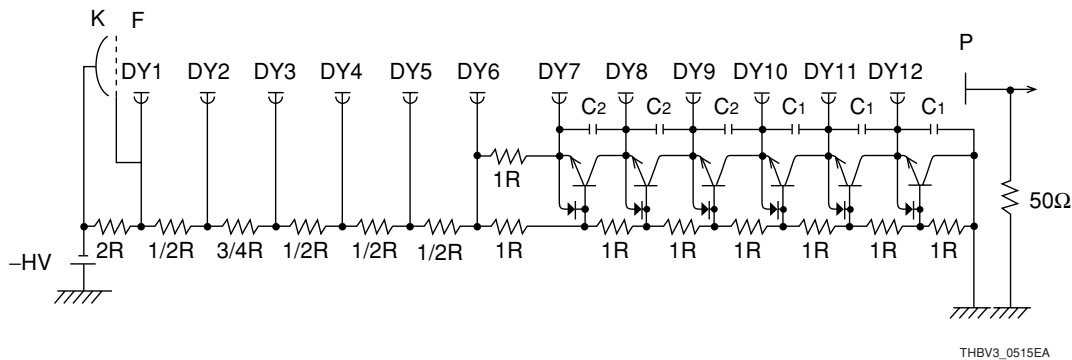 K F P
DY1 DY2 DY3 DY4 DY5 DY6 DY7 DY8 DY9 DY10 DY11 DY12
C2 C2 C2 C1 C1 C1
1R
50Ω
2R 1/2R 3/4R 1/2R 1/2R 1/2R 1R 1R 1R 1R 1R 1R 1R
–HV
THBV3_0515EA